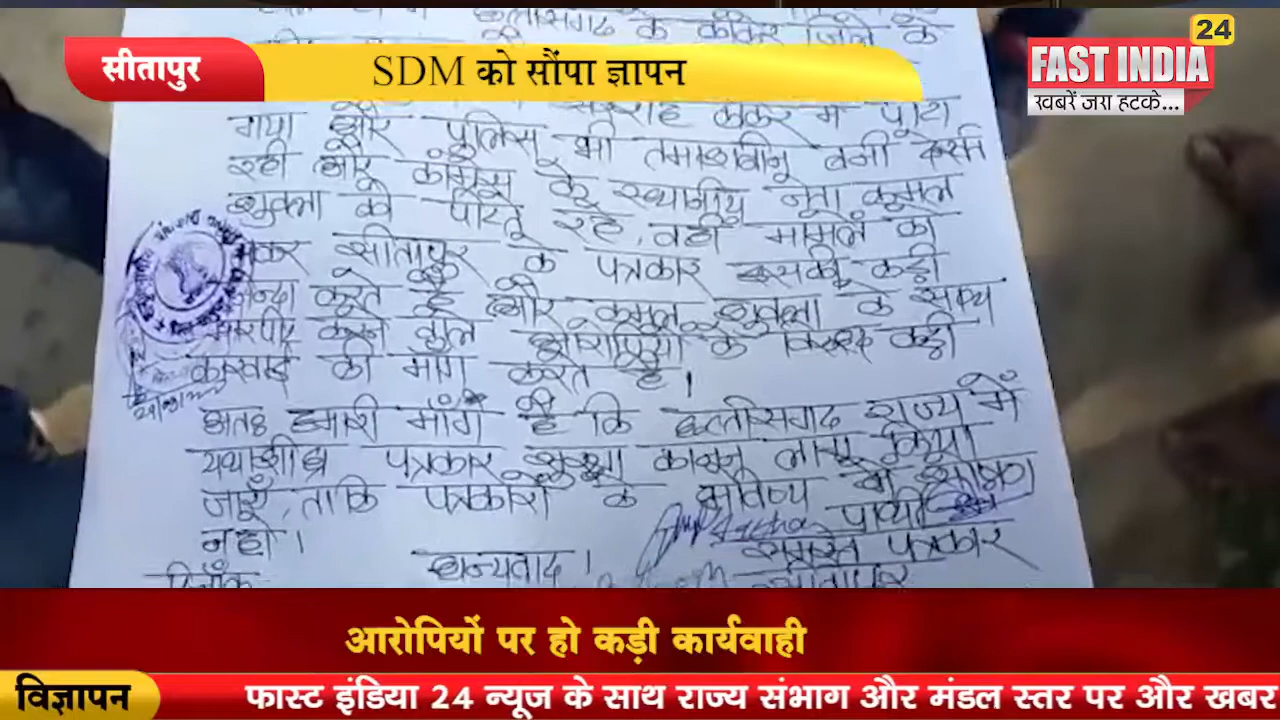 छत्तीसगढ़ के कांकेर जिले के
24
सीतापुर
SDM को सौंपा ज्ञापन
FAST INDIA
खबरें जरा हटके...
गया और पुलिस भी तमाशबीन बनी
रही और कांग्रेस के स्थानीय नेता कमल
शुक्ला को पीटते रहे, वहीं मामले को
सीतापुर के पत्रकार इसकी कड़ी
करते है और कमल शुक्ला के साथ
मारपीट करने वाले आरोपियों के विरुद्ध कड़ी
कारवाई की माँग करते है।
अतः हमारी माँग है कि छत्तीसगढ राज्य में
यथाशीघ्र पत्रकार सुरक्षा कानून लागू किया
जाएँ, ताकि पत्रकारों के भविष्य
न हो।
प्रार्थी
धन्यवाद।
समस्त पत्रकार
दिनाँक
सीतापुर
आरोपियों पर हो कड़ी कार्यवाही
विज्ञापन
फास्ट इंडिया 24 न्यूज के साथ राज्य संभाग और मंडल स्तर पर और खबर